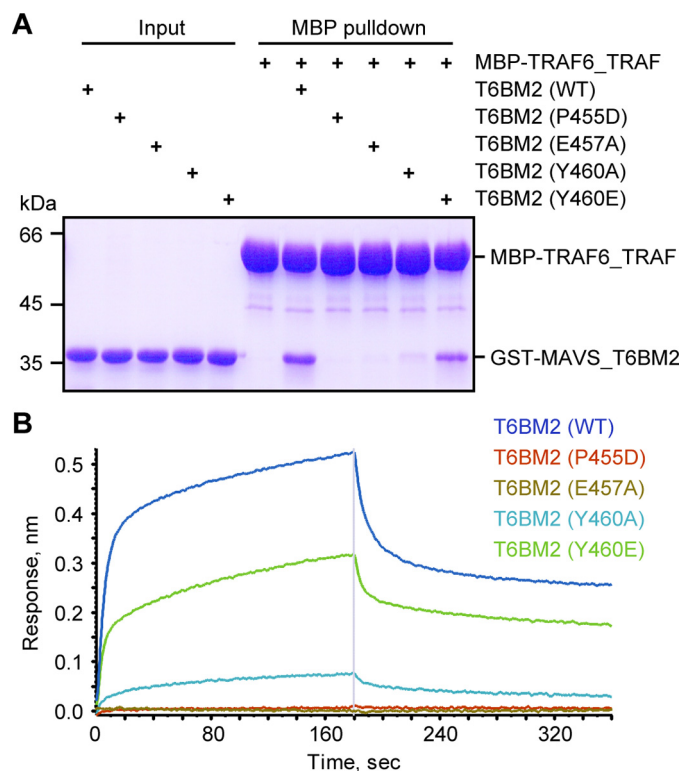 A
Input
MBP pulldown
+ + + + + + MBP-TRAF6_TRAF
+ + T6BM2 (WT)
+ + T6BM2 (P455D)
+ + T6BM2 (E457A)
+ + T6BM2 (Y460A)
+ + T6BM2 (Y460E)
kDa
66
MBP-TRAF6_TRAF
45
35
GST-MAVS_T6BM2
B
T6BM2 (WT)
T6BM2 (P455D)
T6BM2 (E457A)
T6BM2 (Y460A)
T6BM2 (Y460E)
Response, nm
0.5
0.4
0.3
0.2
0.1
0.0
0 80 160 240 320
Time, sec